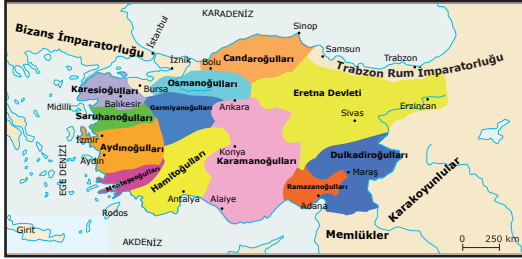 KARADENİZ
Bizans İmparatorluğu
İstanbul
Sinop
Samsun
Trabzon
Trabzon Rum İmparatorluğu
İznik
Bolu
Candaroğulları
Osmanoğulları
Bursa
Karesioğulları
Balıkesir
Midilli
Germiyanoğulları
Ankara
Eretna Devleti
Erzincan
Sivas
Saruhanoğulları
İzmir
Aydınoğulları
Aydın
EGE DENİZİ
Menteşeoğulları
Hamitoğulları
Konya
Karamanoğulları
Dulkadiroğulları
Maraş
Ramazanoğulları
Adana
Karakoyunlular
Antalya
Alaiye
Rodos
Girit
AKDENİZ
Memlükler
0 250 km